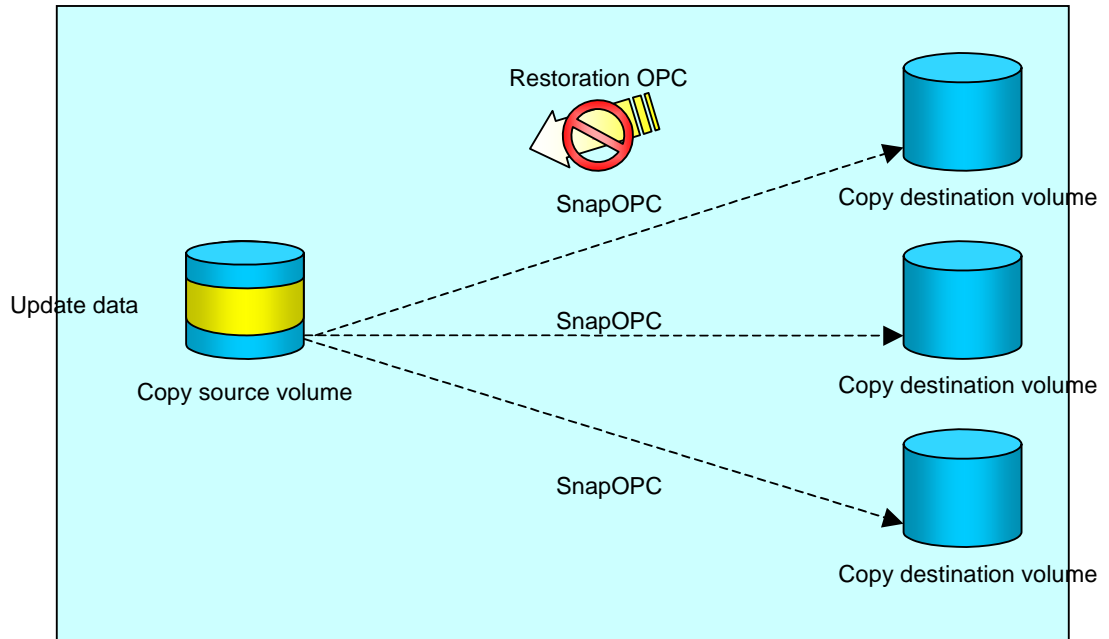 Restoration OPC
SnapOPC
Copy destination volume
Update data
SnapOPC
Copy source volume
Copy destination volume
SnapOPC
Copy destination volume